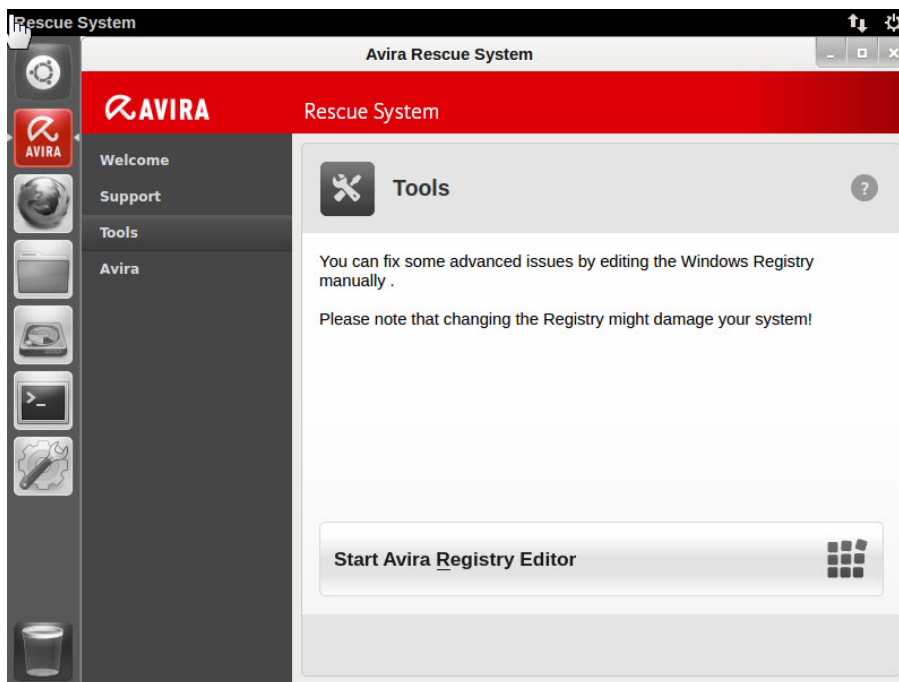 Rescue System
Avira Rescue System
AVIRA
Rescue System
AVIRA
Welcome
Support
Tools
Avira
Tools
?
You can fix some advanced issues by editing the Windows Registry
manually .
Please note that changing the Registry might damage your system!
Start Avira Registry Editor
>_